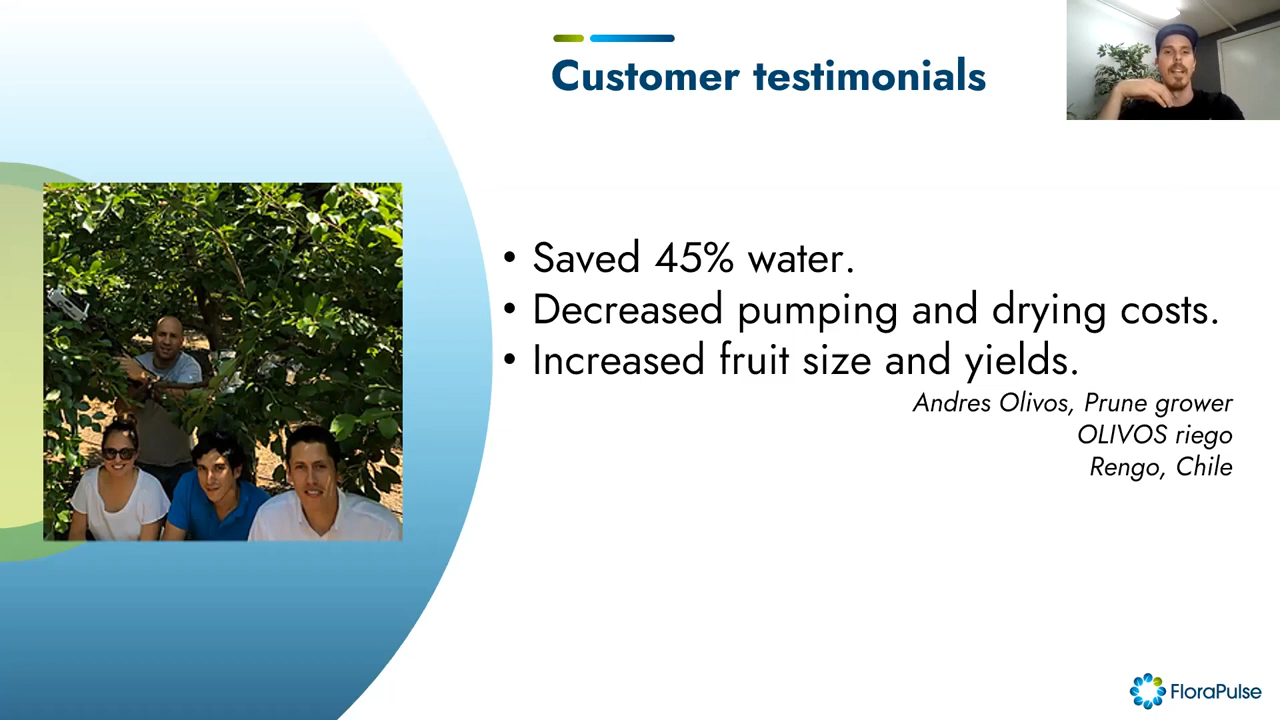 Customer testimonials
• Saved 45% water.
• Decreased pumping and drying costs.
• Increased fruit size and yields.
Andres Olivos, Prune grower
OLIVOS riego
Rengo, Chile
FloraPulse